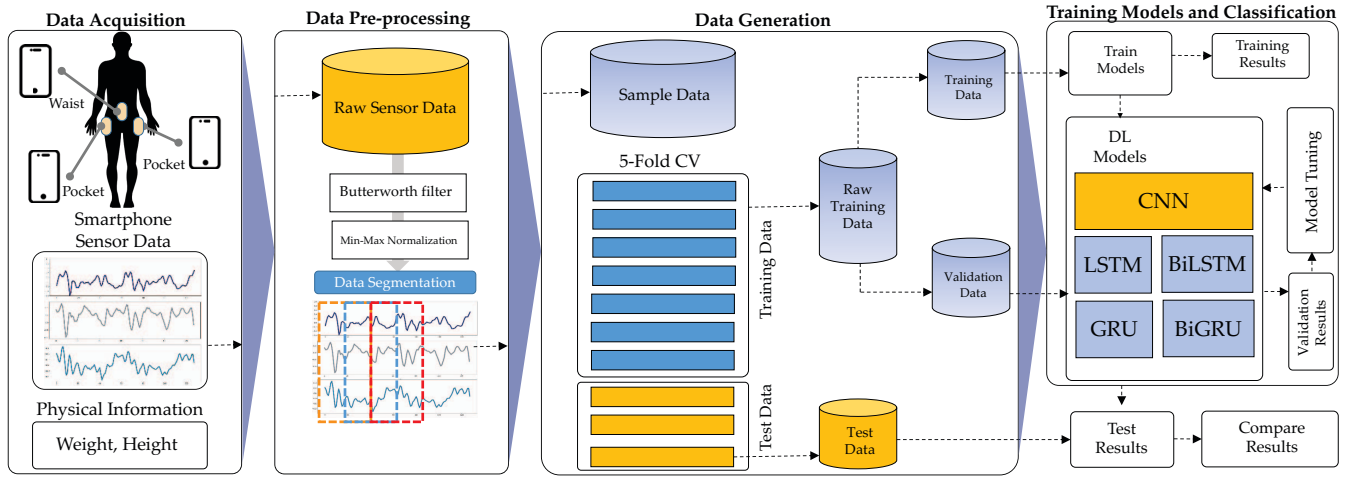 Data Acquisition
Waist
Pocket
Pocket
Smartphone
Sensor Data
Physical Information
Weight, Height
Data Pre-processing
Raw Sensor Data
Butterworth filter
Min-Max Normalization
Data Segmentation
Data Generation
Sample Data
5-Fold CV
Training Data
Test Data
Raw
Training
Data
Training
Data
Validation
Data
Test
Data
Training Models and Classification
Train
Models
Training
Results
DL
Models
CNN
LSTM
BiLSTM
GRU
BiGRU
Model Tuning
Validation
Results
Test
Results
Compare
Results